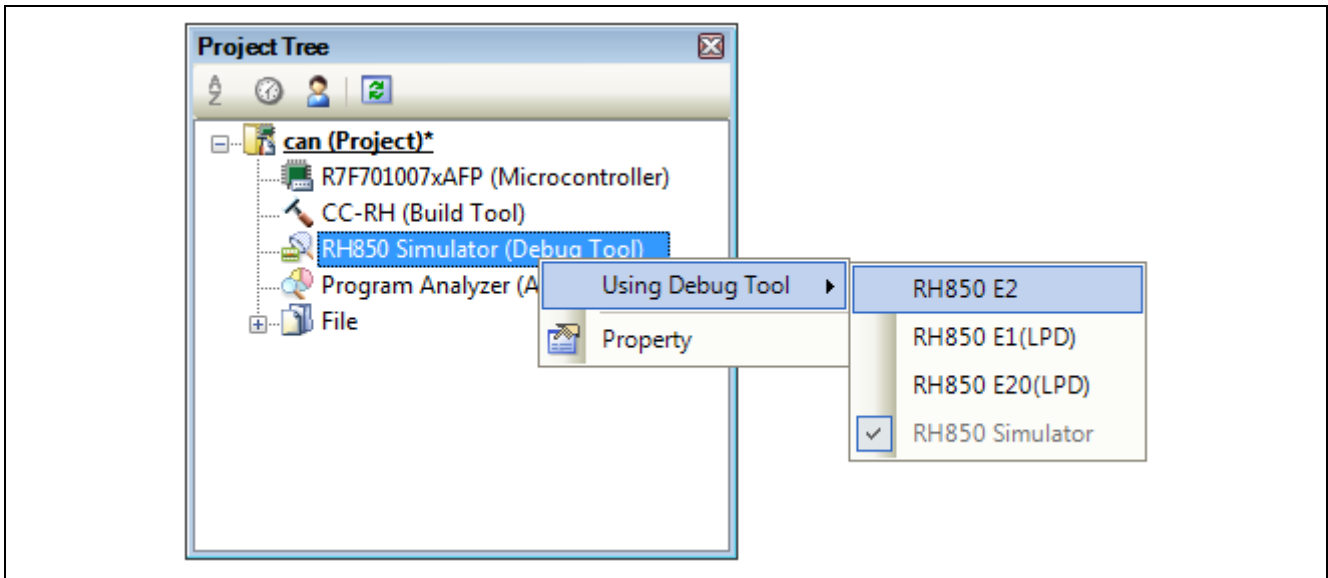 Project Tree
can (Project)*
R7F701007xAFP (Microcontroller)
CC-RH (Build Tool)
RH850 Simulator (Debug Tool)
Program Analyzer (A
File
Using Debug Tool
Property
RH850 E2
RH850 E1(LPD)
RH850 E20(LPD)
RH850 Simulator